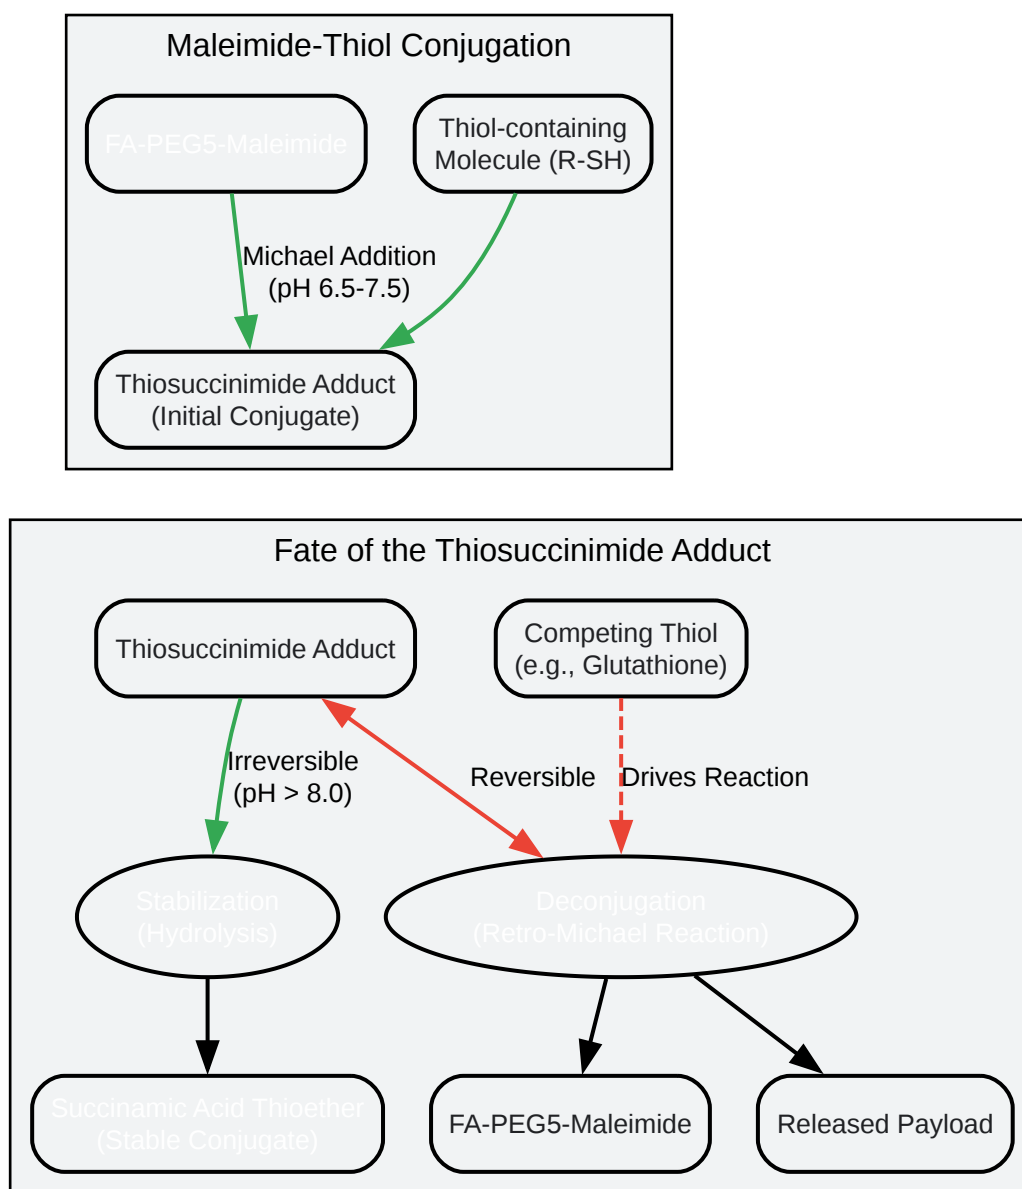 Maleimide-Thiol Conjugation
FA-PEG5-Maleimide
Thiol-containing
Molecule (R-SH)
Michael Addition
(pH 6.5-7.5)
Thiosuccinimide Adduct
(Initial Conjugate)
Fate of the Thiosuccinimide Adduct
Thiosuccinimide Adduct
Competing Thiol
(e.g., Glutathione)
Irreversible
(pH > 8.0)
Reversible
Drives Reaction
Stabilization
(Hydrolysis)
Deconjugation
(Retro-Michael Reaction)
Succinamic Acid Thioether
(Stable Conjugate)
FA-PEG5-Maleimide
Released Payload